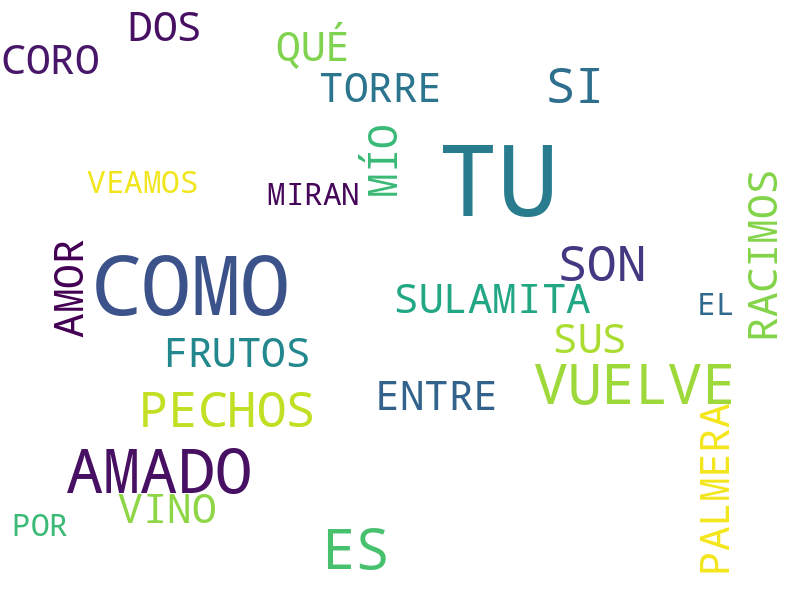 DOS
CORO
QUÉ
TORRE
SI
MÍO
TU
VEAMOS
MIRAN
RACIMOS
AMOR
COMO
SON
SULAMITA
EL
FRUTOS
SUS
VUELVE
PECHOS
ENTRE
PALMERA
AMADO
VINO
POR
ES